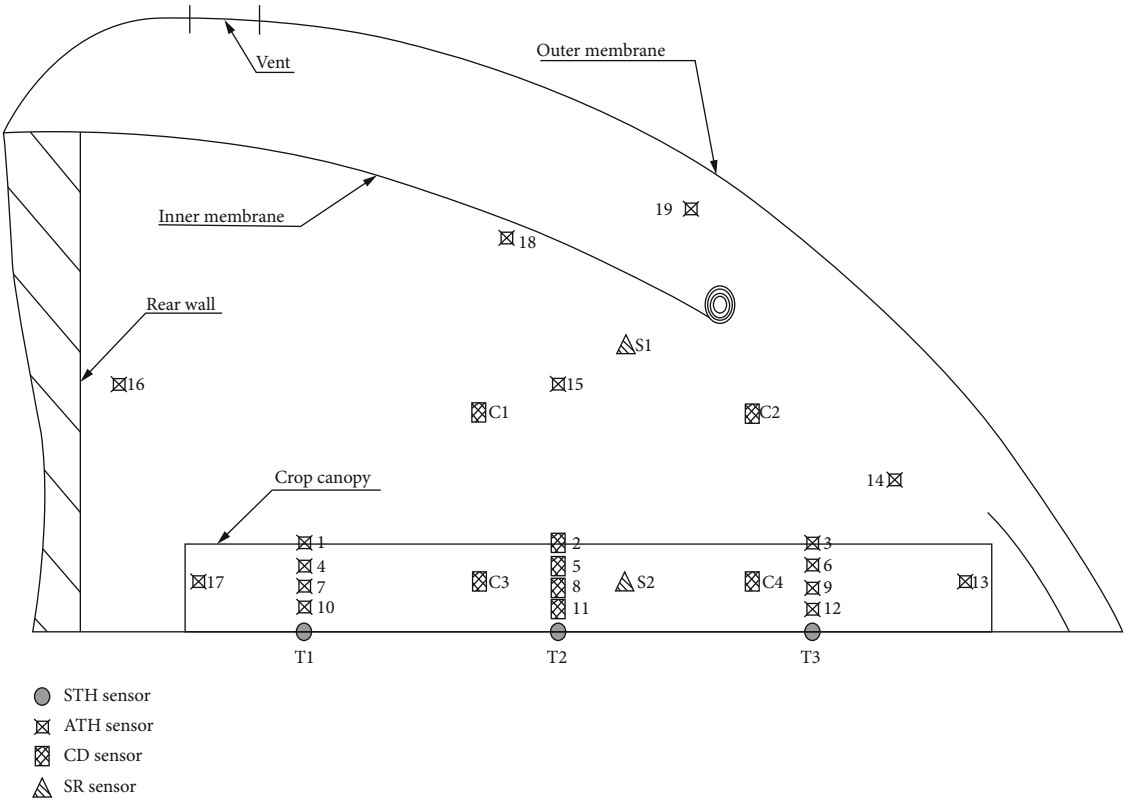 Vent
Outer membrane
Inner membrane
19
18
Rear wall
S1
16
15
C1
C2
Crop canopy
14
1
2
3
4
5
6
17
7
C3
8
S2
C4
9
13
10
11
12
T1
T2
T3
STH sensor
ATH sensor
CD sensor
SR sensor